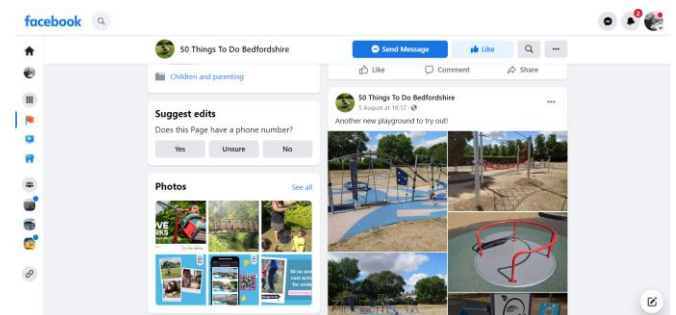 facebook
2
50 Things To Do Bedfordshire
Send Message
Like
Children and parenting
Like
Comment
Share
Suggest edits
Does this Page have a phone number?
Yes
Unsure
No
50 Things To Do Bedfordshire
5 August at 18:12
Another new playground to try out!
Photos
See all